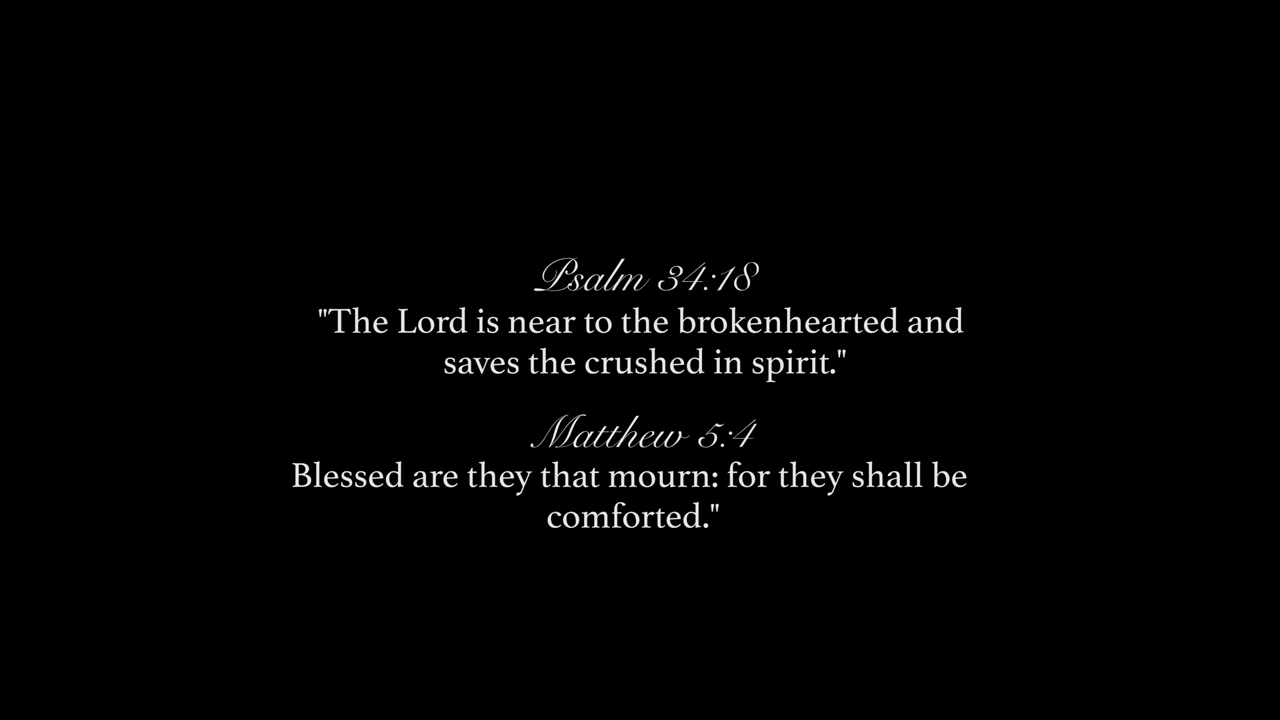 Psalm 34:18
"The Lord is near to the brokenhearted and
saves the crushed in spirit."
Matthew 5:4
Blessed are they that mourn: for they shall be
comforted."